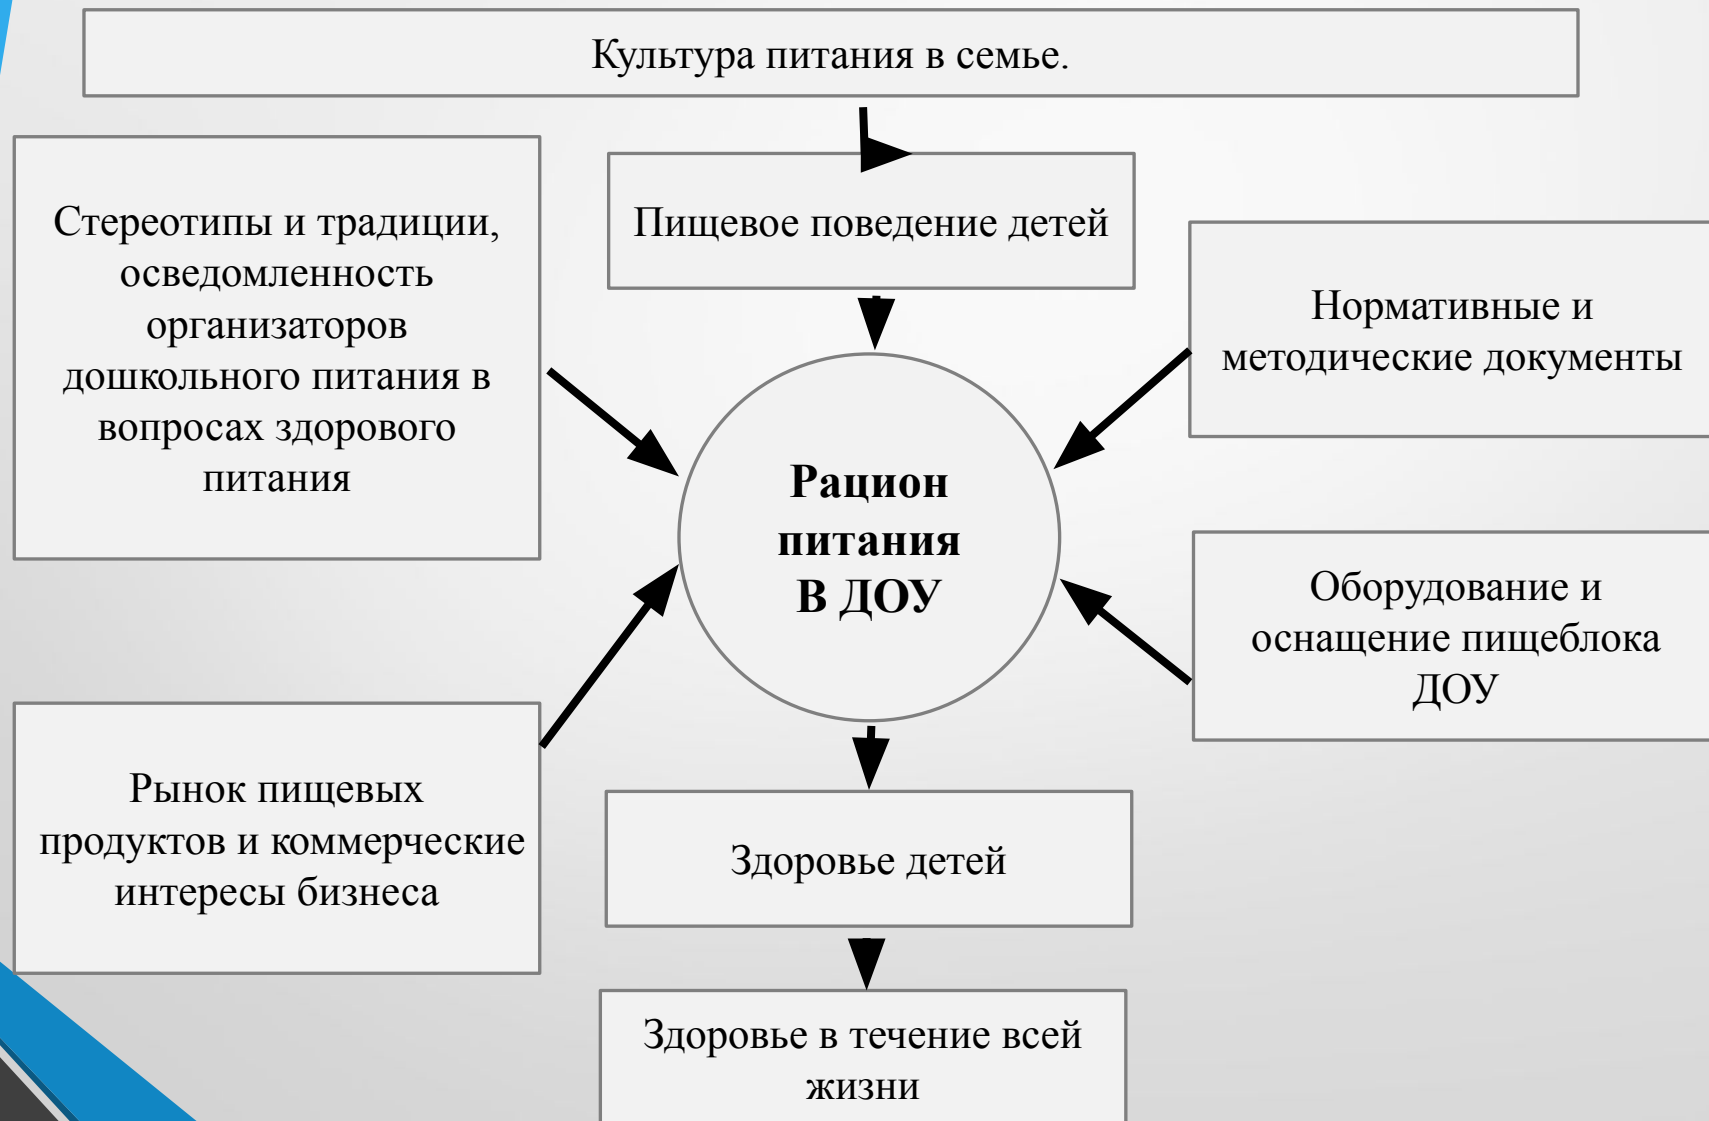 Культура питания в семье.
Стереотипы и традиции,
осведомленность
организаторов
дошкольного питания в
вопросах здорового
питания
Пищевое поведение детей
Нормативные и
методические документы
Рацион
питания
В ДОУ
Оборудование и
оснащение пищеблока
ДОУ
Рынок пищевых
продуктов и коммерческие
интересы бизнеса
Здоровье детей
Здоровье в течение всей
жизни